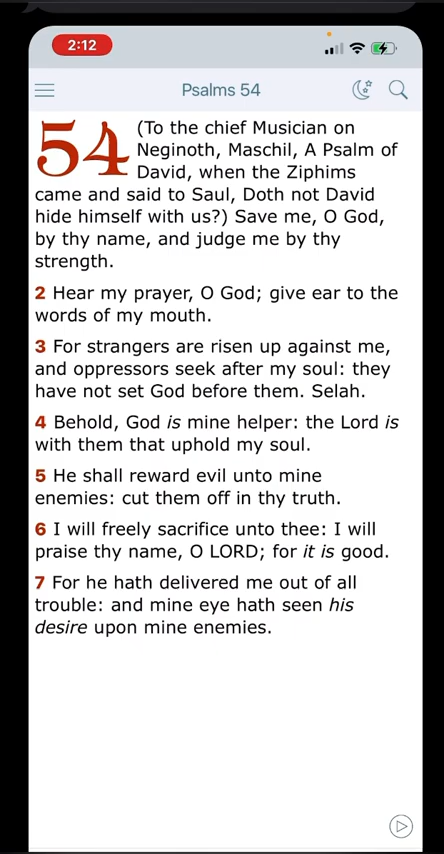 2:12
Psalms 54
54 (To the chief Musician on
Neginoth, Maschil, A Psalm of
David, when the Ziphims
came and said to Saul, Doth not David
hide himself with us?) Save me, O God,
by thy name, and judge me by thy
strength.
2 Hear my prayer, O God; give ear to the
words of my mouth.
3 For strangers are risen up against me,
and oppressors seek after my soul: they
have not set God before them. Selah.
4 Behold, God is mine helper: the Lord is
with them that uphold my soul.
5 He shall reward evil unto mine
enemies: cut them off in thy truth.
6 I will freely sacrifice unto thee: I will
praise thy name, O LORD; for it is good.
7 For he hath delivered me out of all
trouble: and mine eye hath seen his
desire upon mine enemies.